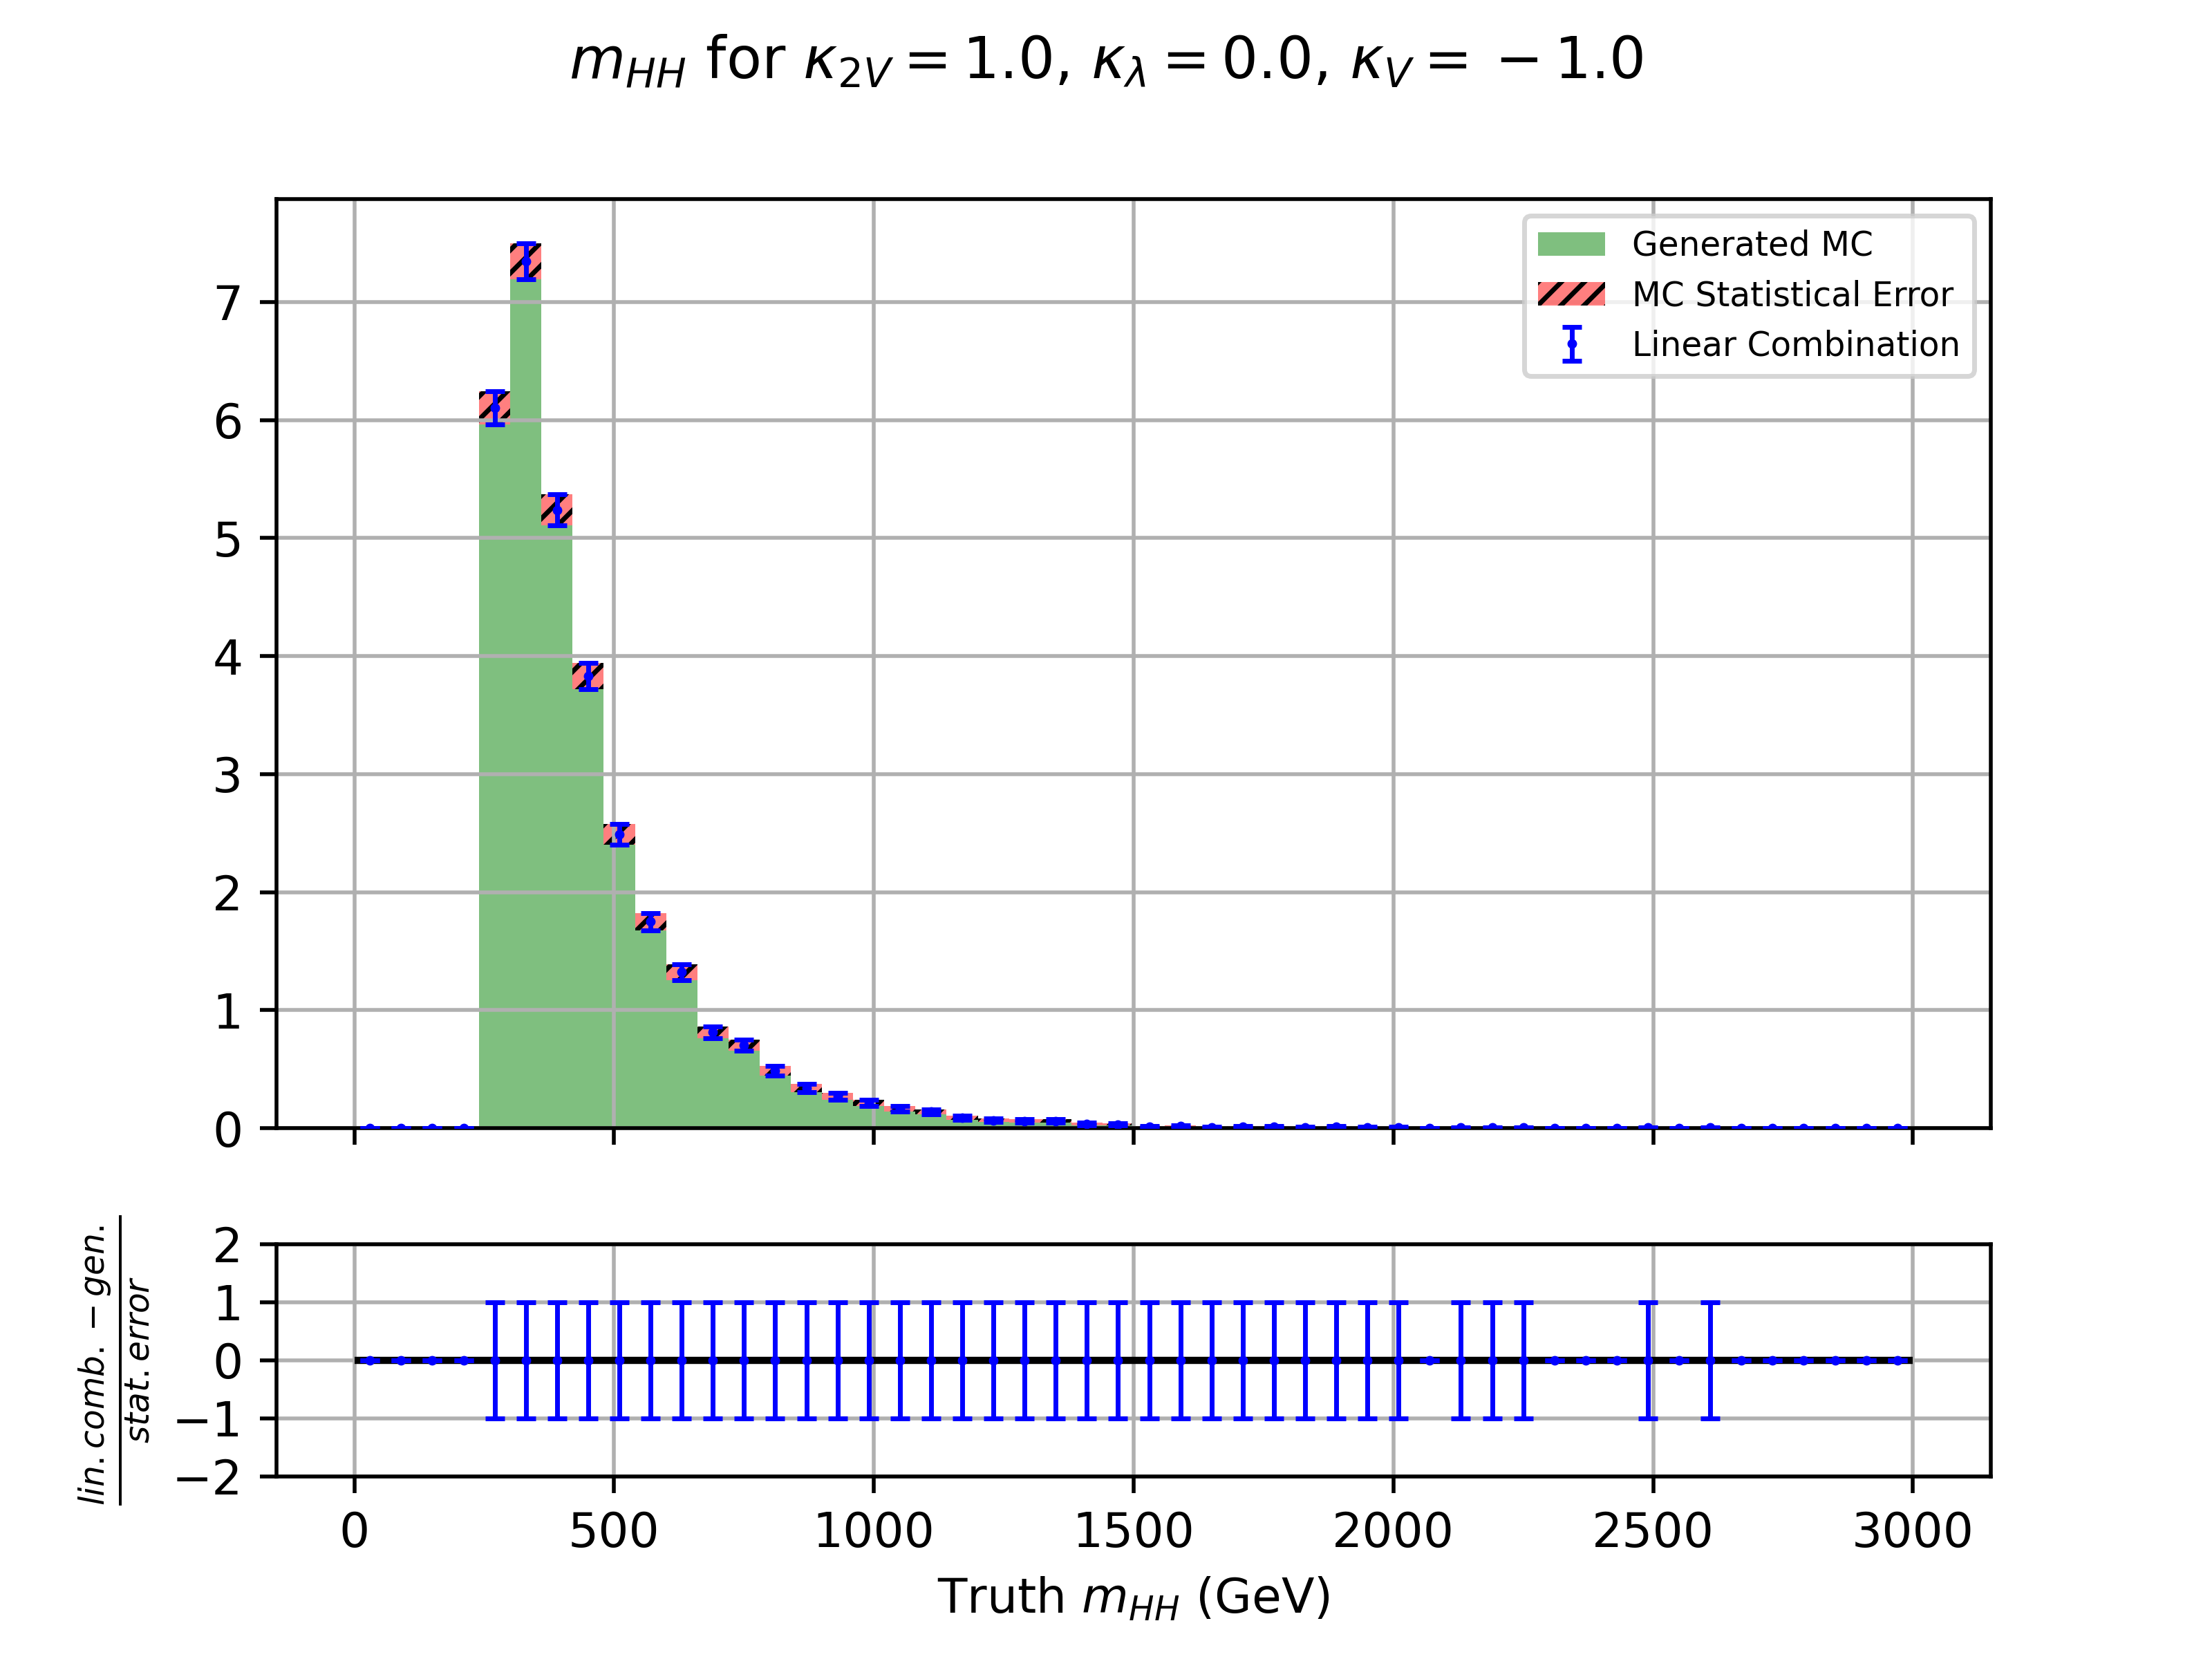 m_HH for κ_2V = 1.0, κ_λ = 0.0, κ_V = −1.0
Generated MC
MC Statistical Error
Linear Combination
7
6
5
4
3
2
1
0
lin.comb. − gen.
stat.error
2
1
0
−1
−2
0 500 1000 1500 2000 2500 3000
Truth m_HH (GeV)